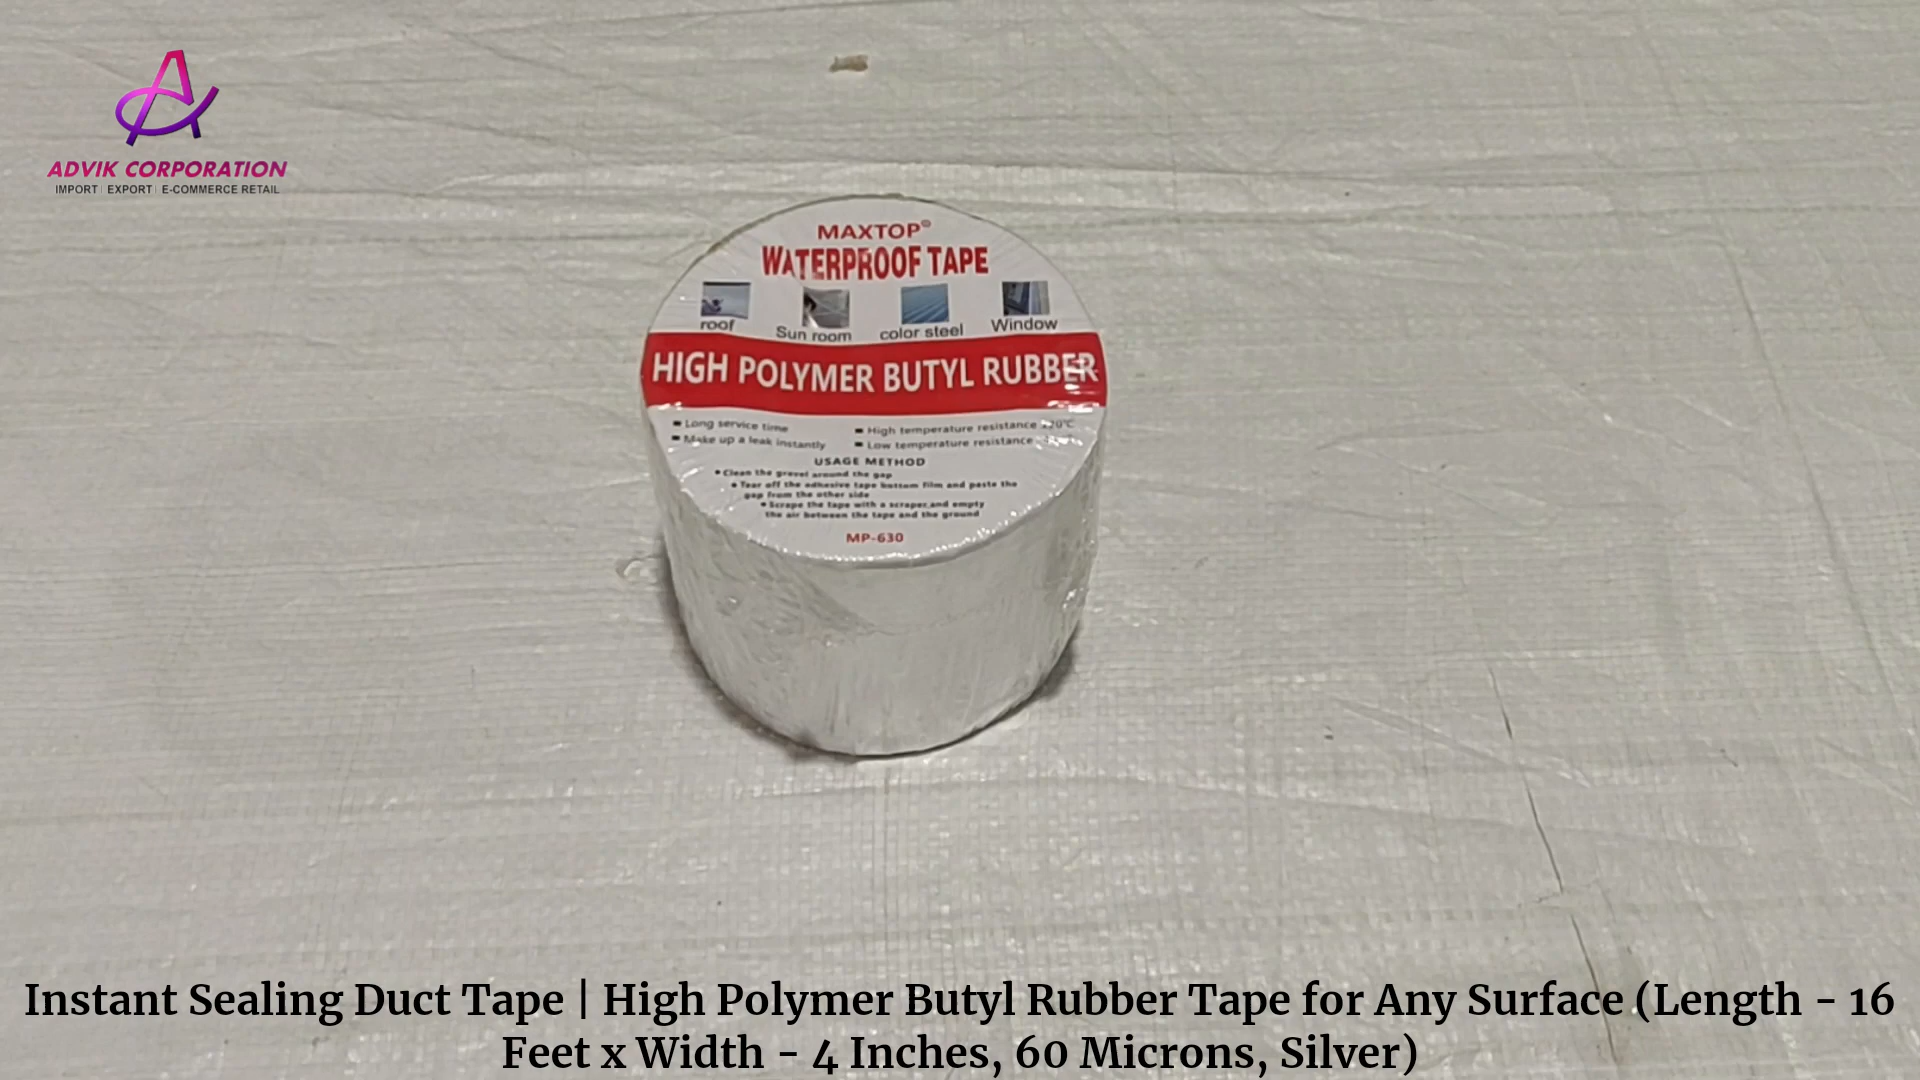 ADVIK CORPORATION
IMPORT | EXPORT | E-COMMERCE RETAIL
MAXTOP®
WATERPROOF TAPE
roof
Sun room
color steel
Window
HIGH POLYMER BUTYL RUBBER
Long service time
High temperature resistance
Make up a leak instantly
Low temperature resistance
USAGE METHOD
Clean the gravel around the gap
Tear off the adhesive tape bottom film and paste the
gap from the other side
Scrape the tape with a scraper and empty
the air between the tape and the ground
MP-630
Instant Sealing Duct Tape | High Polymer Butyl Rubber Tape for Any Surface (Length - 16
Feet x Width - 4 Inches, 60 Microns, Silver)